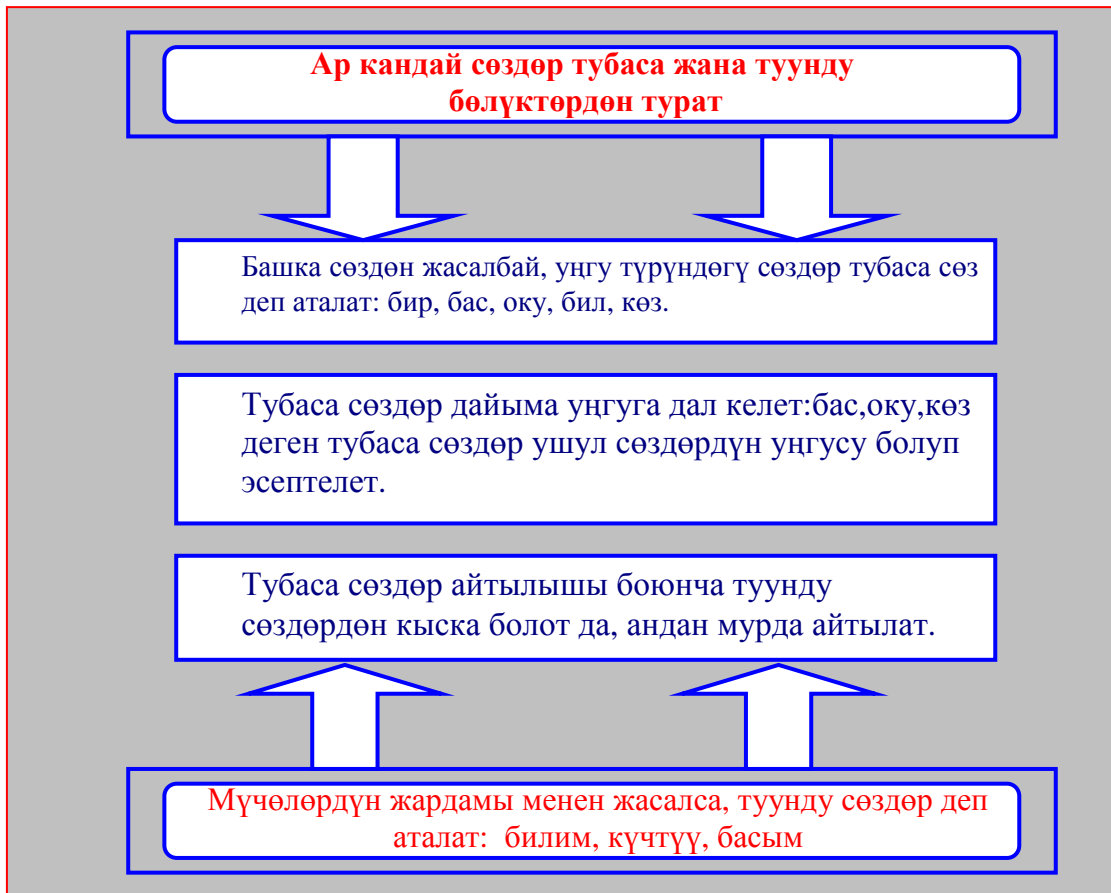 Ар кандай сөздөр тубаса жана туунду
бөлүктөрдөн турат
Башка сөздөн жасалбай, уңгу түрүндөгү сөздөр тубаса сөз
деп аталат: бир, бас, оку, бил, көз.
Тубаса сөздөр дайыма уңгуга дал келет:бас,оку,көз
деген тубаса сөздөр ушул сөздөрдүн уңгусу болуп
эсептелет.
Тубаса сөздөр айтылышы боюнча туунду
сөздөрдөн кыска болот да, андан мурда айтылат.
Мүчөлөрдүн жардамы менен жасалса, туунду сөздөр деп
аталат: билим, күчтүү, басым